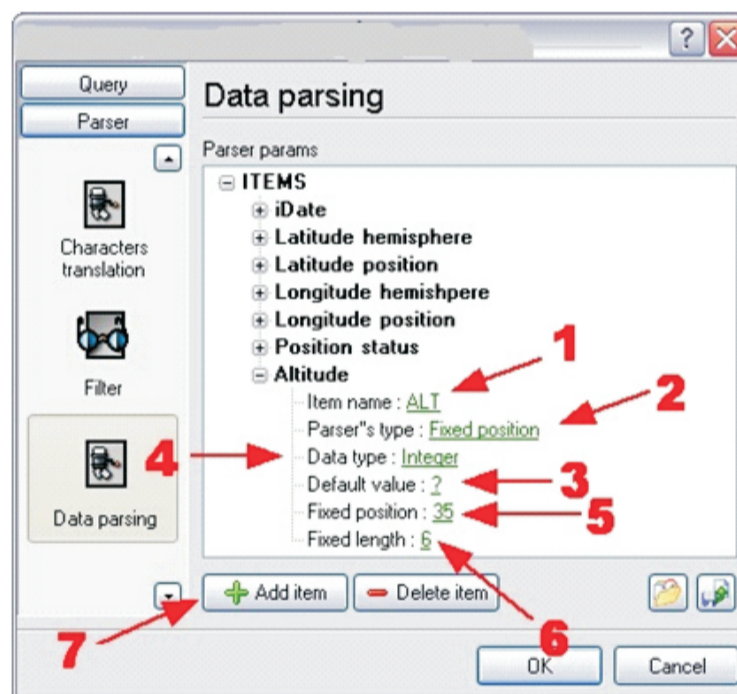 ?
Query
Parser
Data parsing
Parser params
ITEMS
iDate
Latitude hemisphere
Latitude position
Longitude hemishpere
Longitude position
Position status
Altitude
Item name : ALT
Parser"s type : Fixed position
Data type : Integer
Default value : ?
Fixed position : 35
Fixed length : 6
Characters
translation
Filter
Data parsing
1
2
3
4
5
6
7
Add item
Delete item
OK
Cancel